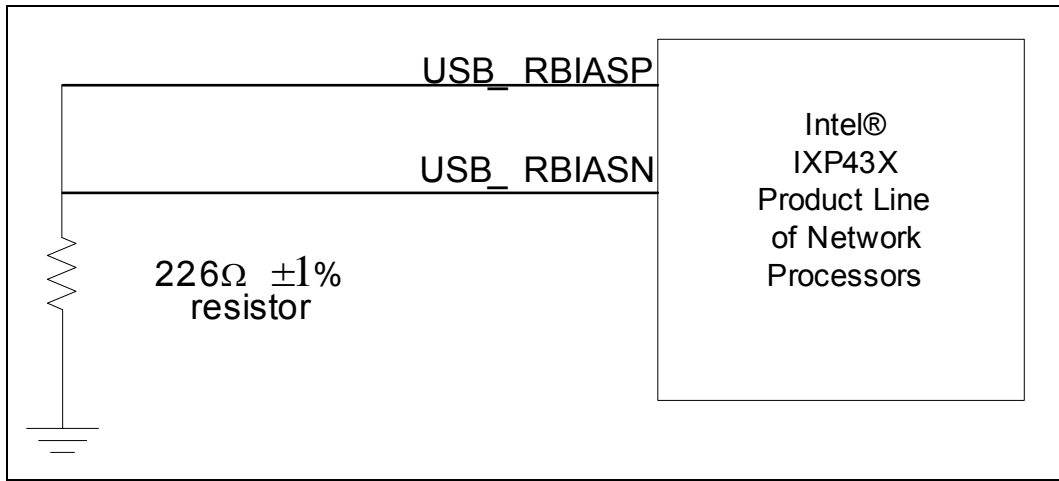 USB_ RBIASP
USB_ RBIASN
Intel®
IXP43X
Product Line
of Network
Processors
226Ω ±1%
resistor